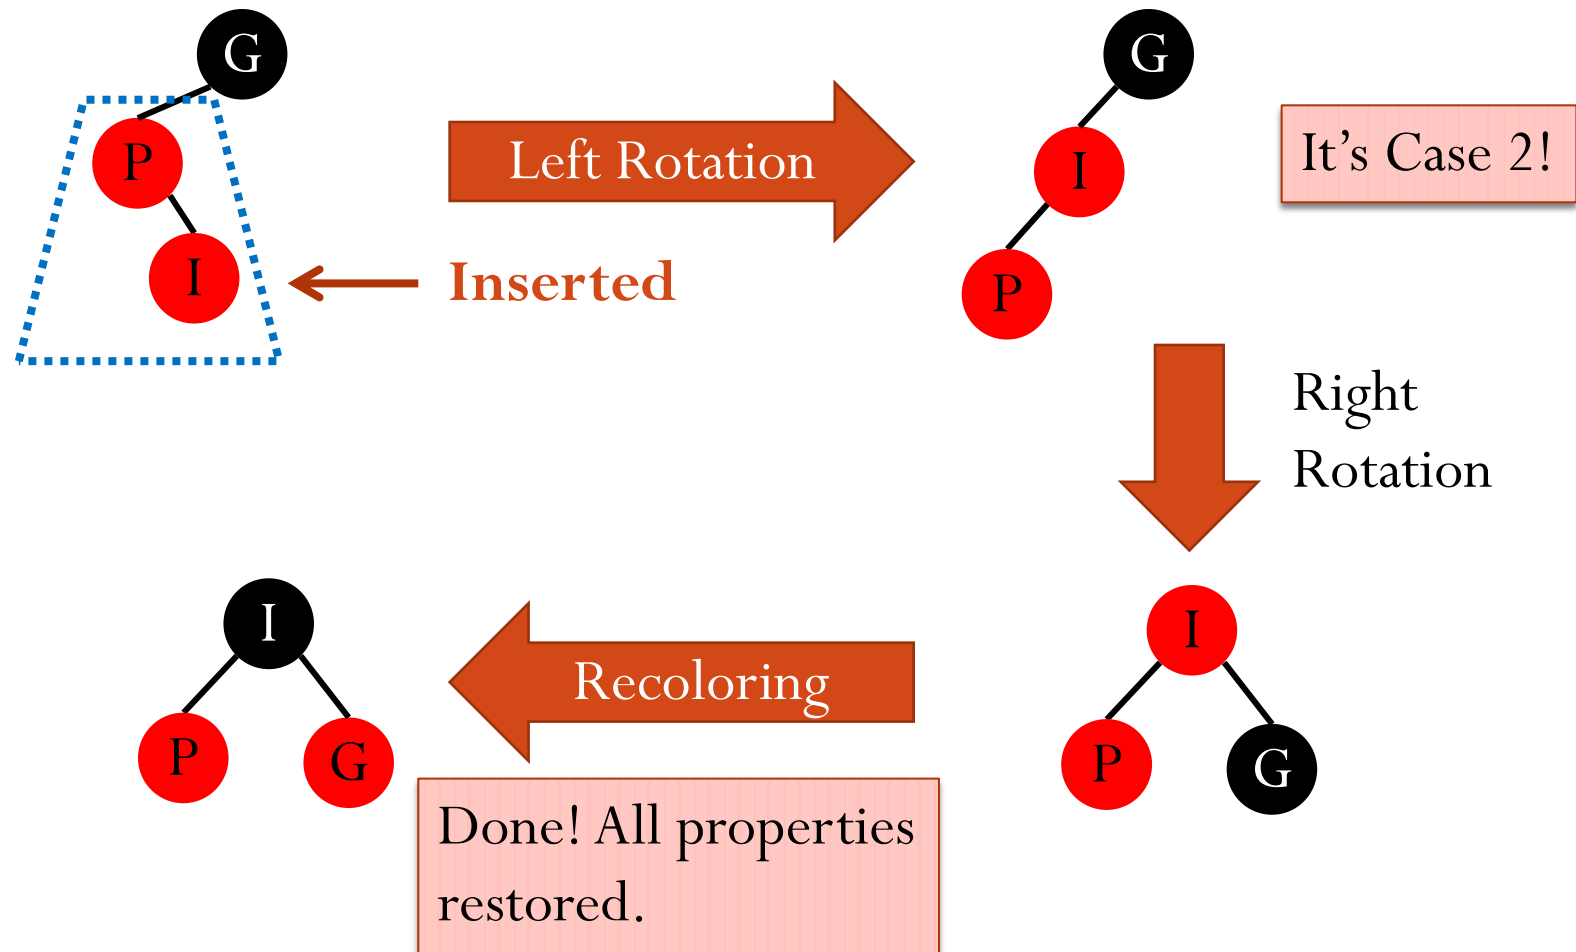 G
P
I
Left Rotation
Inserted
G
I
P
It's Case 2!
Right
Rotation
I
P
G
Recoloring
I
P
G
Done! All properties
restored.